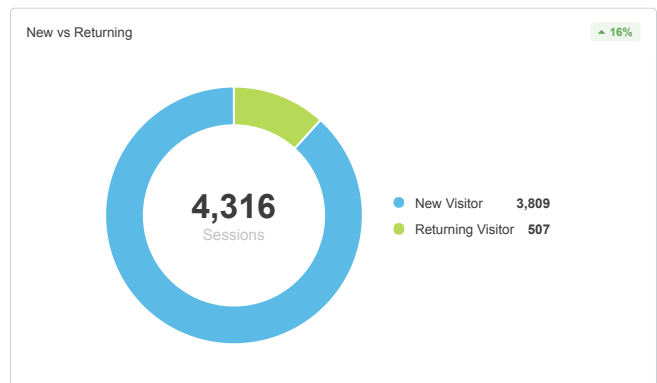 New vs Returning
16%
4,316
Sessions
New Visitor 3,809
Returning Visitor 507